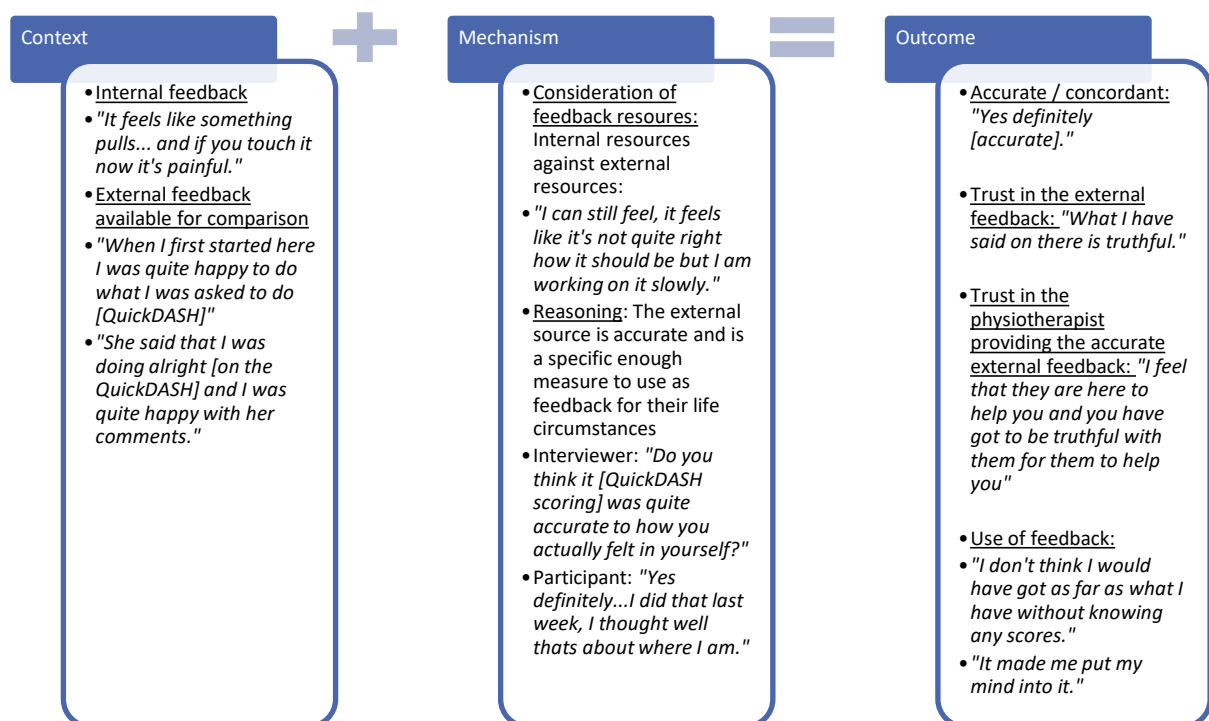 Context
•Internal feedback
•"It feels like something
pulls... and if you touch it
now it's painful."
•External feedback
available for comparison
•"When I first started here
I was quite happy to do
what I was asked to do
[QuickDASH]"
•"She said that I was
doing alright [on the
QuickDASH] and I was
quite happy with her
comments."
Mechanism
•Consideration of
feedback resoures:
Internal resources
against external
resources:
•"I can still feel, it feels
like it's not quite right
how it should be but I am
working on it slowly."
•Reasoning: The external
source is accurate and is
a specific enough
measure to use as
feedback for their life
circumstances
•Interviewer: "Do you
think it [QuickDASH
scoring] was quite
accurate to how you
actually felt in yourself?"
•Participant: "Yes
definitely...I did that last
week, I thought well
thats about where I am."
Outcome
•Accurate / concordant:
"Yes definitely
[accurate]."
•Trust in the external
feedback: "What I have
said on there is truthful."
•Trust in the
physiotherapist
providing the accurate
external feedback: "I feel
that they are here to
help you and you have
got to be truthful with
them for them to help
you"
•Use of feedback:
•"I don't think I would
have got as far as what I
have without knowing
any scores."
•"It made me put my
mind into it."